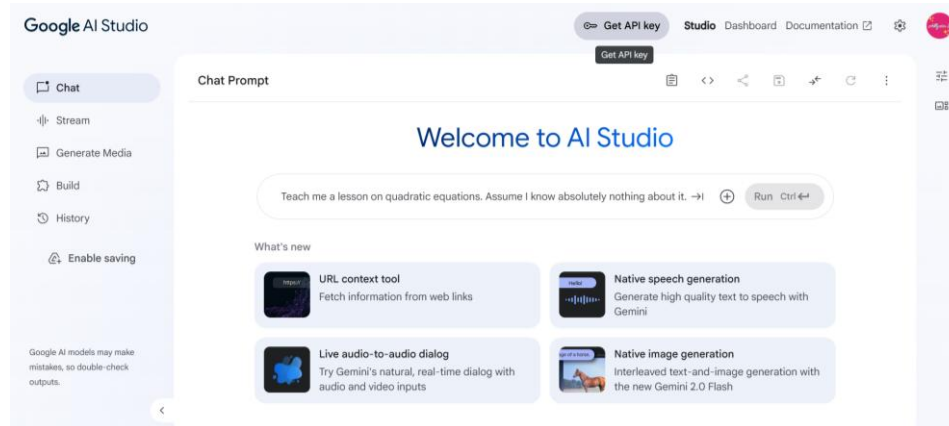 Google AI Studio
Get API key
Studio Dashboard Documentation
Get API key
Chat
Stream
Generate Media
Build
History
Enable saving
Google AI models may make
mistakes, so double-check
outputs.
Chat Prompt
Welcome to AI Studio
Teach me a lesson on quadratic equations. Assume I know absolutely nothing about it.
Run Ctrl
What's new
https://
URL context tool
Fetch information from web links
Hello!
Native speech generation
Generate high quality text to speech with
Gemini
Live audio-to-audio dialog
Try Gemini's natural, real-time dialog with
audio and video inputs
of a horse.
Native image generation
Interleaved text-and-image generation with
the new Gemini 2.0 Flash